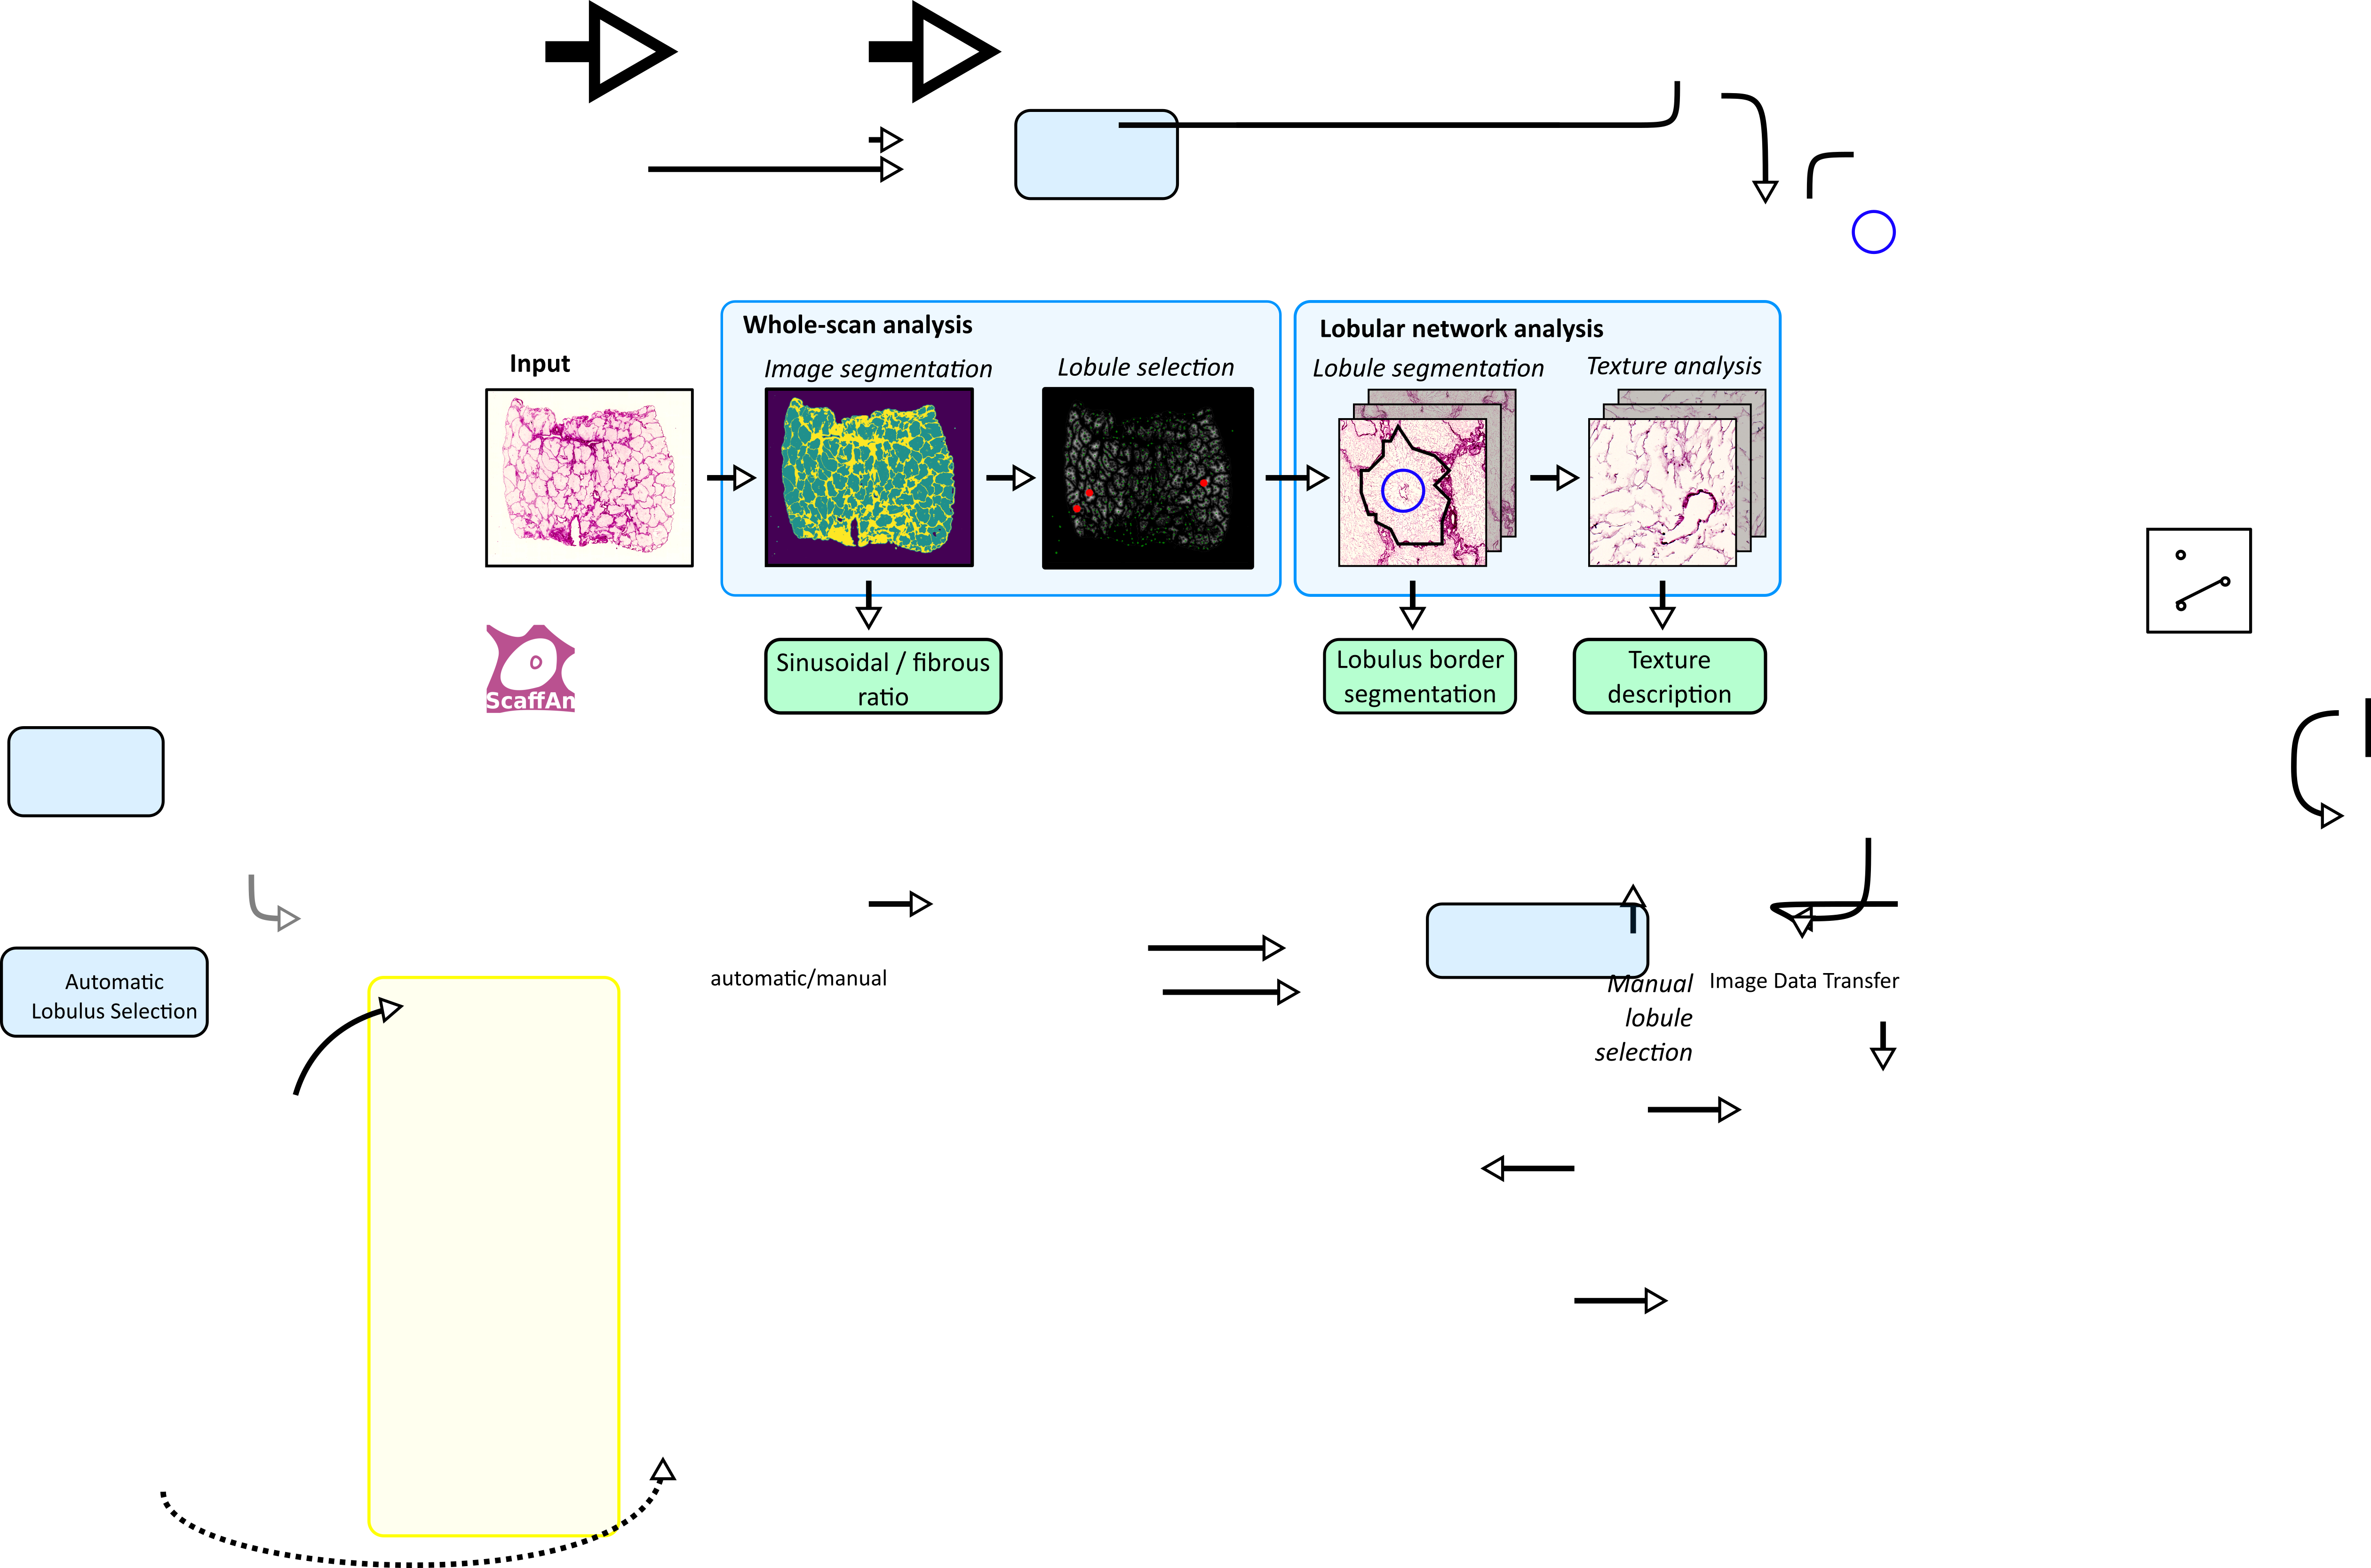 Whole-scan analysis
Lobular network analysis
Input
Image segmentation
Lobule selection
Lobule segmentation
Texture analysis
Sinusoidal / fibrous
ratio
Lobulus border
segmentation
Texture
description
ScaffAn
automatic/manual
Manual
lobule
selection
Image Data Transfer
Automatic
Lobulus Selection